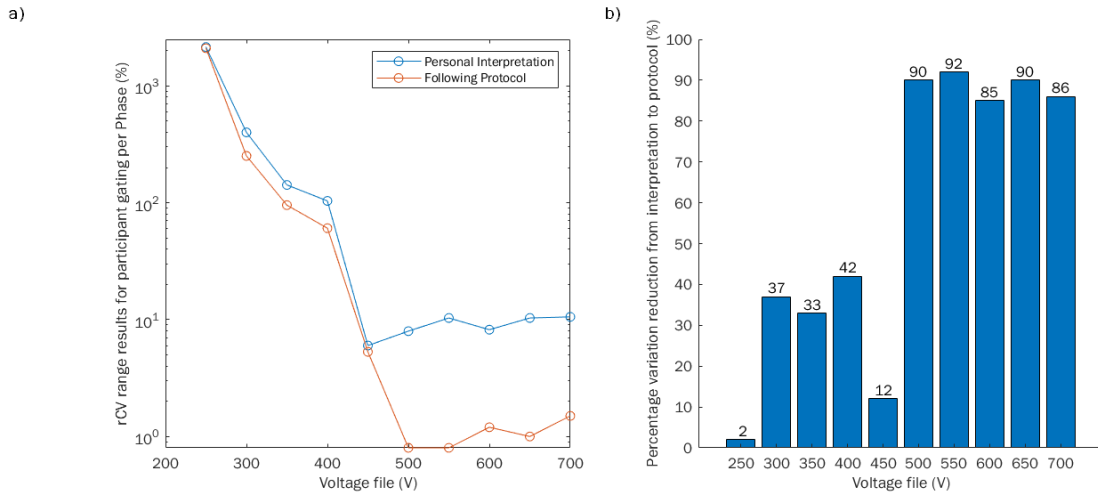 a)
rCV range results for participant gating per Phase (%)
10^3
10^2
10^1
10^0
Personal Interpretation
Following Protocol
200 300 400 500 600 700
Voltage file (V)
b)
Percentage variation reduction from interpretation to protocol (%)
100
90
80
70
60
50
40
30
20
10
0
2 37 33 42 12 90 92 85 90 86
250 300 350 400 450 500 550 600 650 700
Voltage file (V)